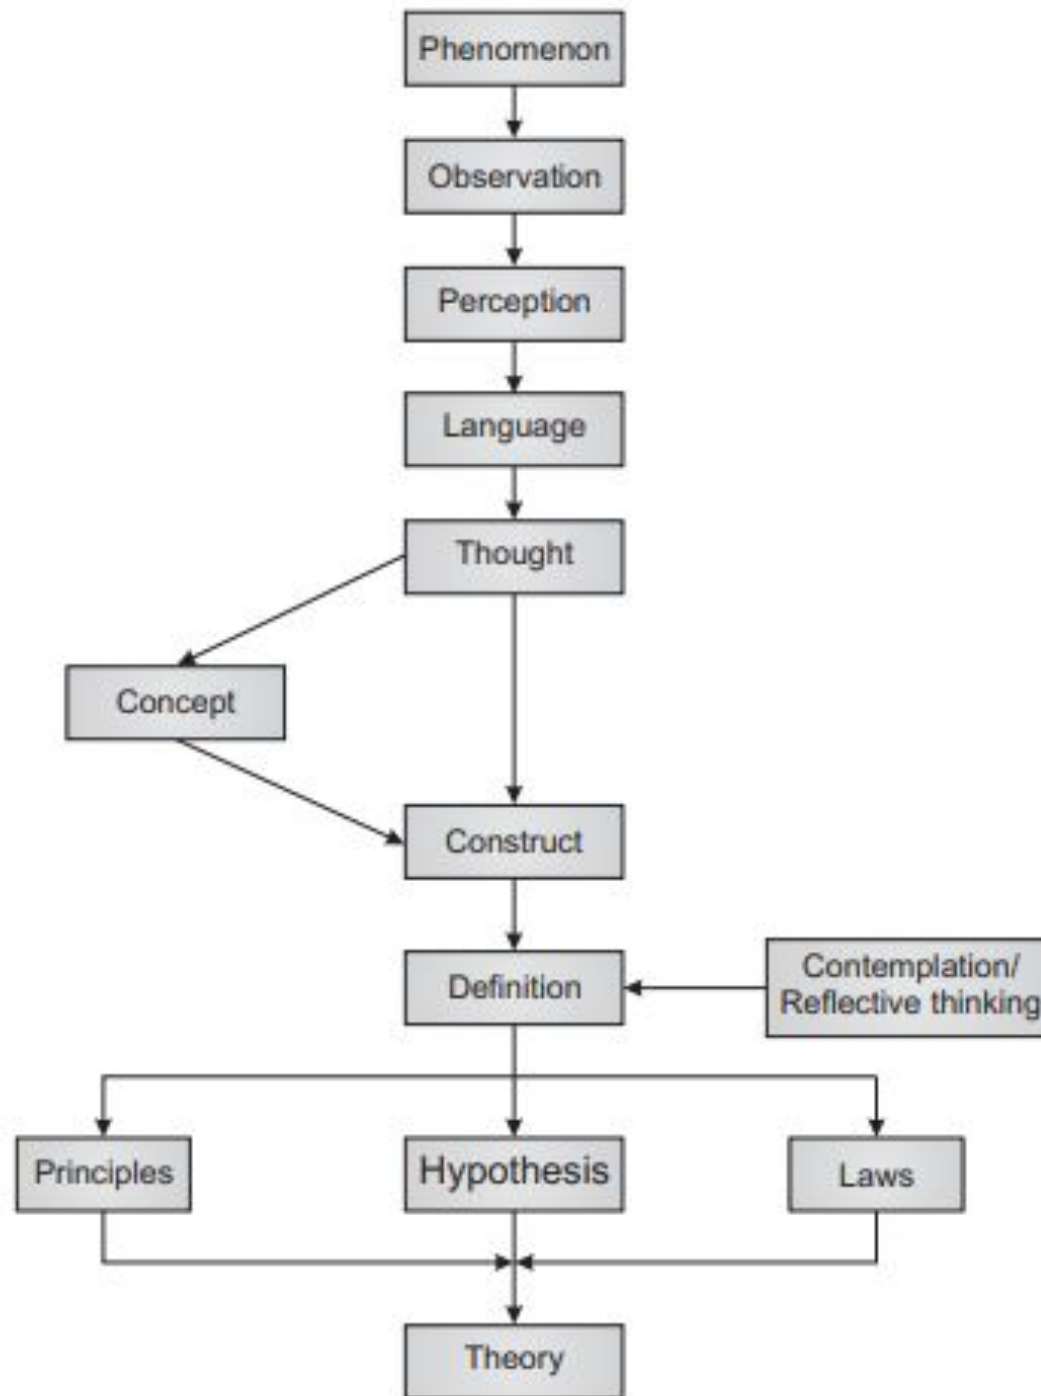 Phenomenon
Observation
Perception
Language
Thought
Concept
Construct
Definition
Contemplation/
Reflective thinking
Principles
Hypothesis
Laws
Theory